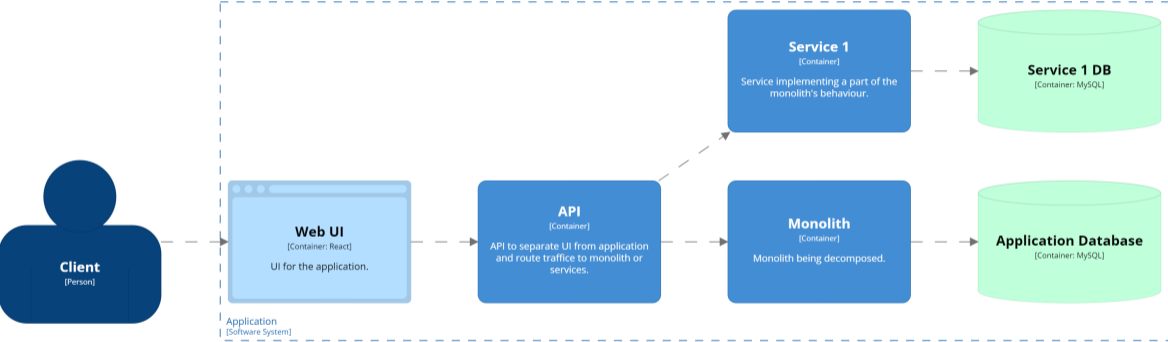 Service 1
[Container]
Service implementing a part of the
monolith's behaviour.
Service 1 DB
[Container: MySQL]
Client
[Person]
Web UI
[Container: React]
UI for the application.
API
[Container]
API to separate UI from application
and route traffice to monolith or
services.
Monolith
[Container]
Monolith being decomposed.
Application Database
[Container: MySQL]
Application
[Software System]